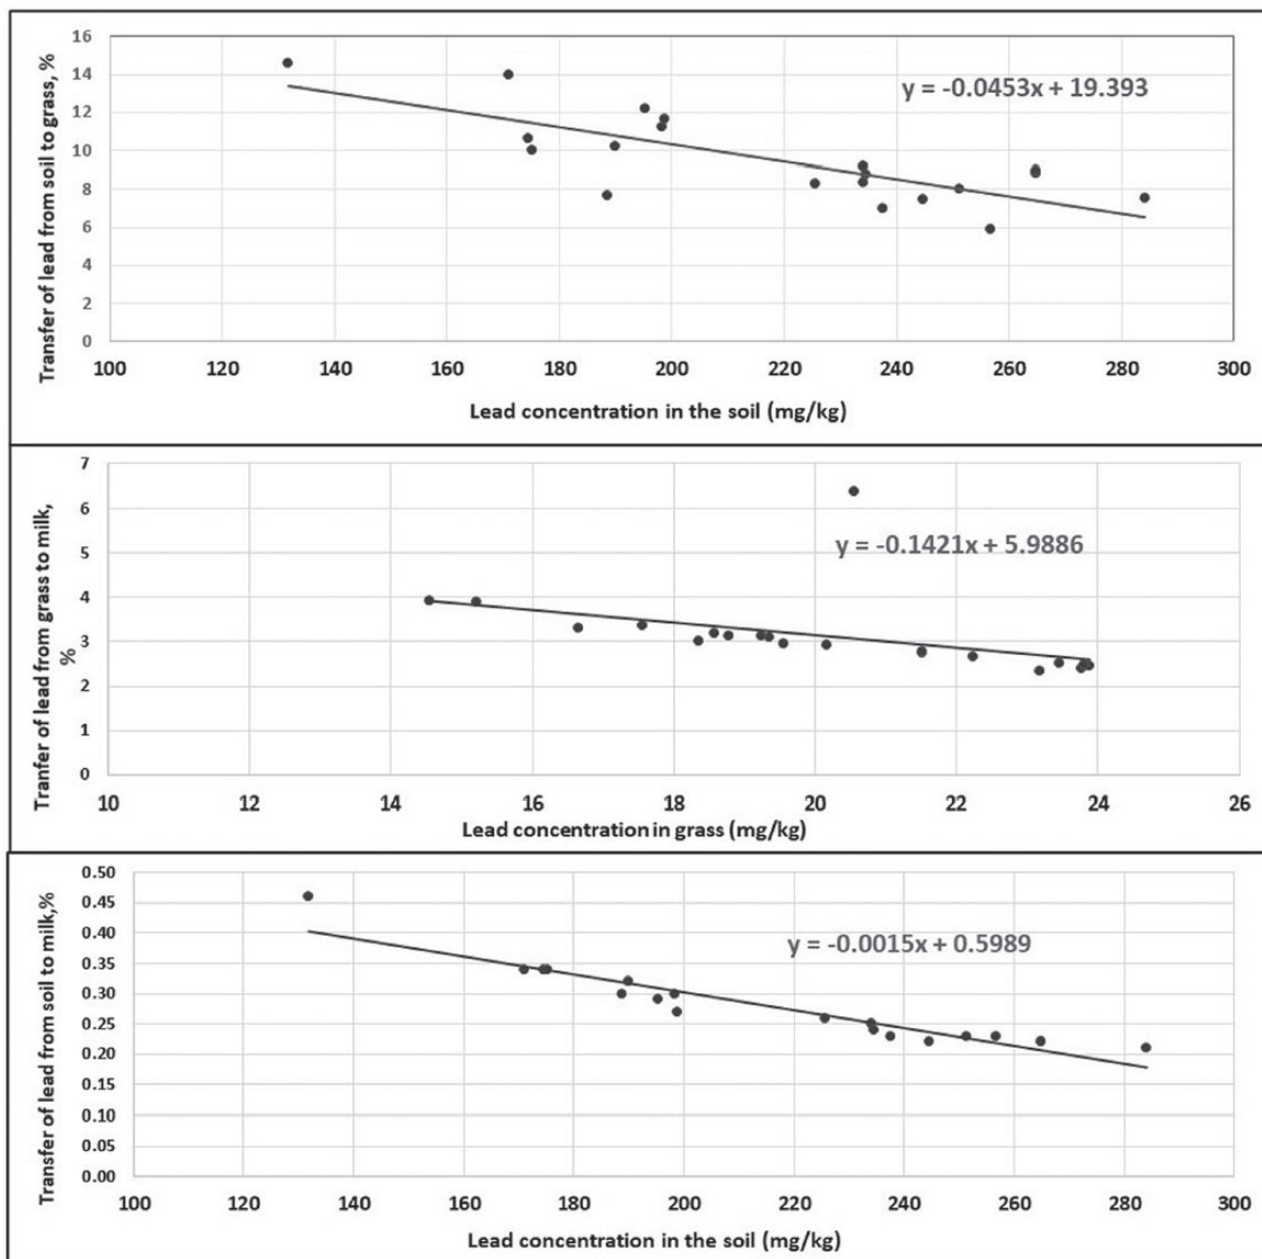 Transfer of lead from soil to grass, %
16
14
12
10
8
6
4
2
0
y = -0.0453x + 19.393
100 120 140 160 180 200 220 240 260 280 300
Lead concentration in the soil (mg/kg)
Tranfer of lead from grass to milk,
%
7
6
5
4
3
2
1
0
y = -0.1421x + 5.9886
10 12 14 16 18 20 22 24 26
Lead concentration in grass (mg/kg)
Transfer of lead from soil to milk,%
0.50
0.45
0.40
0.35
0.30
0.25
0.20
0.15
0.10
0.05
0.00
y = -0.0015x + 0.5989
100 120 140 160 180 200 220 240 260 280 300
Lead concentration in the soil (mg/kg)